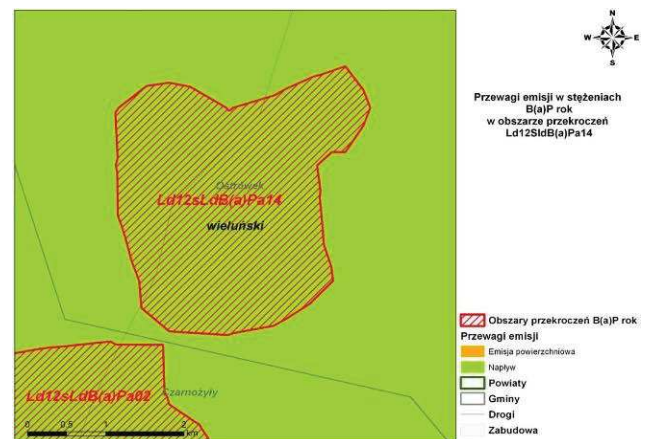 N
W E
S
Przewagi emisji w stężeniach
B(a)P rok
w obszarze przekroczeń
Ld12SldB(a)Pa14
Ostrówek
Ld12sLdB(a)Pa14
wieluński
Obszary przekroczeń B(a)P rok
Przewagi emisji
Emisja powierzchniowa
Napływ
Powiaty
Gminy
Drogi
Zabudowa
Czarnożyły
Ld12sLdB(a)Pa02
0 0,5 1 2
km